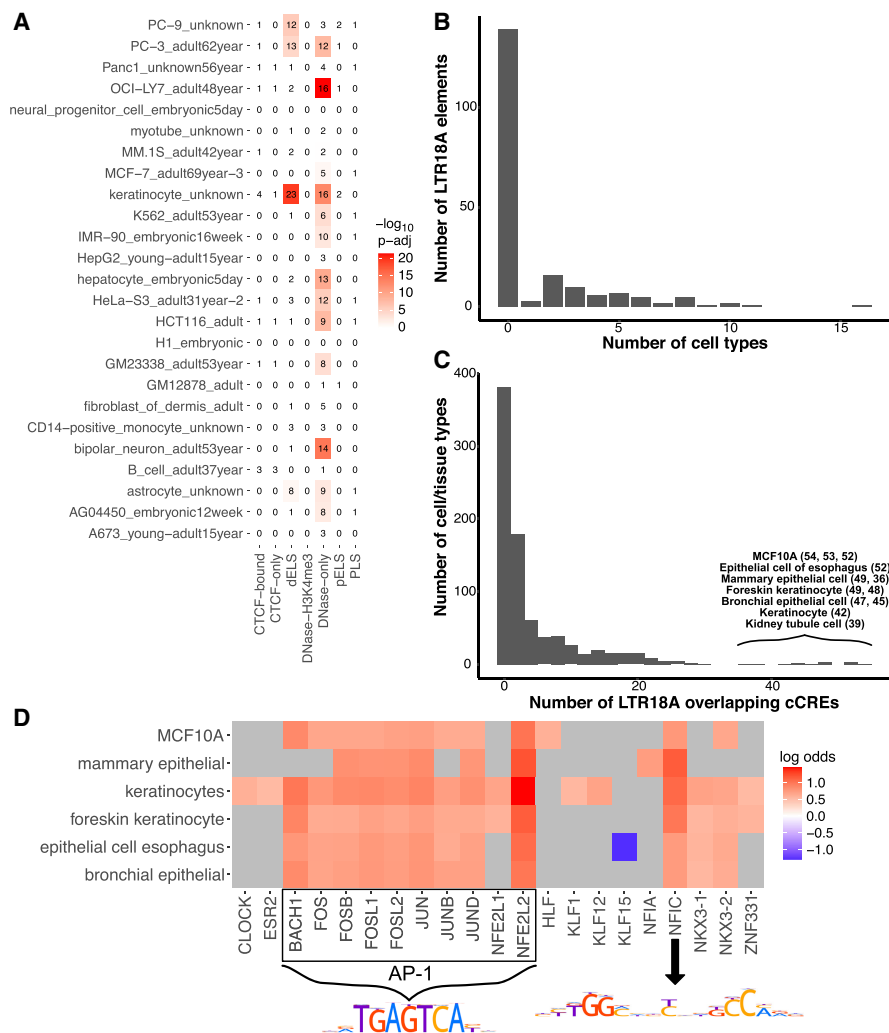 A
PC-9_unknown 1 0 12 0 3 2 1
PC-3_adult62year 1 0 13 0 12 1 0
Panc1_unknown56year 1 1 1 0 4 0 1
OCI-LY7_adult48year 1 1 2 0 16 1 0
neural_progenitor_cell_embryonic5day 0 0 0 0 0 0 0
myotube_unknown 0 0 1 0 2 0 0
MM.1S_adult42year 1 0 2 0 2 0 0
MCF-7_adult69year-3 0 0 0 0 5 0 1
keratinocyte_unknown 4 1 23 0 16 2 0
K562_adult53year 0 0 1 0 6 0 1
IMR-90_embryonic16week 0 0 0 0 10 0 1
HepG2_young-adult15year 0 0 0 0 3 0 0
hepatocyte_embryonic5day 0 0 2 0 13 0 0
HeLa-S3_adult31year-2 1 0 3 0 12 0 1
HCT116_adult 1 1 1 0 9 0 1
H1_embryonic 0 0 0 0 0 0 0
GM23338_adult53year 1 1 0 0 8 0 0
GM12878_adult 0 0 0 0 1 1 0
fibroblast_of_dermis_adult 0 0 1 0 5 0 0
CD14-positive_monocyte_unknown 0 0 3 0 3 0 0
bipolar_neuron_adult53year 0 0 0 0 14 0 0
B_cell_adult37year 3 3 0 0 1 0 0
astrocyte_unknown 0 0 8 0 9 0 1
AG04450_embryonic12week 0 0 1 0 8 0 1
A673_young-adult15year 0 0 0 0 3 0 0
CTCF-bound
CTCF-only
dELS
DNase-H3K4me3
DNase-only
pELS
PLS
-log10
p-adj
20
15
10
5
0
B
Number of LTR18A elements
100
50
0
0 5 10 15
Number of cell types
C
Number of cell/tissue types
400
300
200
100
0
MCF10A (54, 53, 52)
Epithelial cell of esophagus (52)
Mammary epithelial cell (49, 36)
Foreskin keratinocyte (49, 48)
Bronchial epithelial cell (47, 45)
Keratinocyte (42)
Kidney tubule cell (39)
0 20 40
Number of LTR18A overlapping cCREs
D
MCF10A
mammary epithelial
keratinocytes
foreskin keratinocyte
epithelial cell esophagus
bronchial epithelial
log odds
1.0
0.5
0.0
-0.5
-1.0
CLOCK
ESR2
BACH1
FOS
FOSB
FOSL1
FOSL2
JUN
JUNB
JUND
NFE2L1
NFE2L2
HLF
KLF1
KLF12
KLF15
NFIA
NFIC
NKX3-1
NKX3-2
ZNF331
AP-1
TGAGTCA